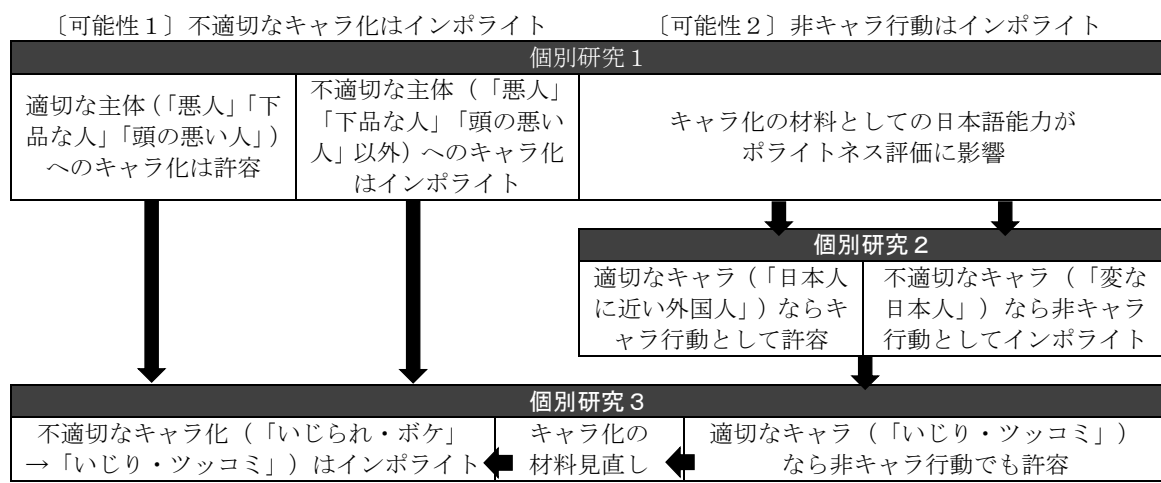 〔可能性１〕不適切なキャラ化はインポライト
〔可能性２〕非キャラ行動はインポライト
個別研究１
適切な主体（「悪人」「下
品な人」「頭の悪い人」）
へのキャラ化は許容
不適切な主体（「悪人」
「下品な人」「頭の悪い
人」以外）へのキャラ化
はインポライト
キャラ化の材料としての日本語能力が
ポライトネス評価に影響
個別研究２
適切なキャラ（「日本人
に近い外国人」）ならキ
ャラ行動として許容
不適切なキャラ（「変な
日本人」）なら非キャラ
行動としてインポライト
個別研究３
不適切なキャラ化（「いじられ・ボケ」
→「いじり・ツッコミ」）はインポライト
キャラ化の
材料見直し
適切なキャラ（「いじり・ツッコミ」）
なら非キャラ行動でも許容